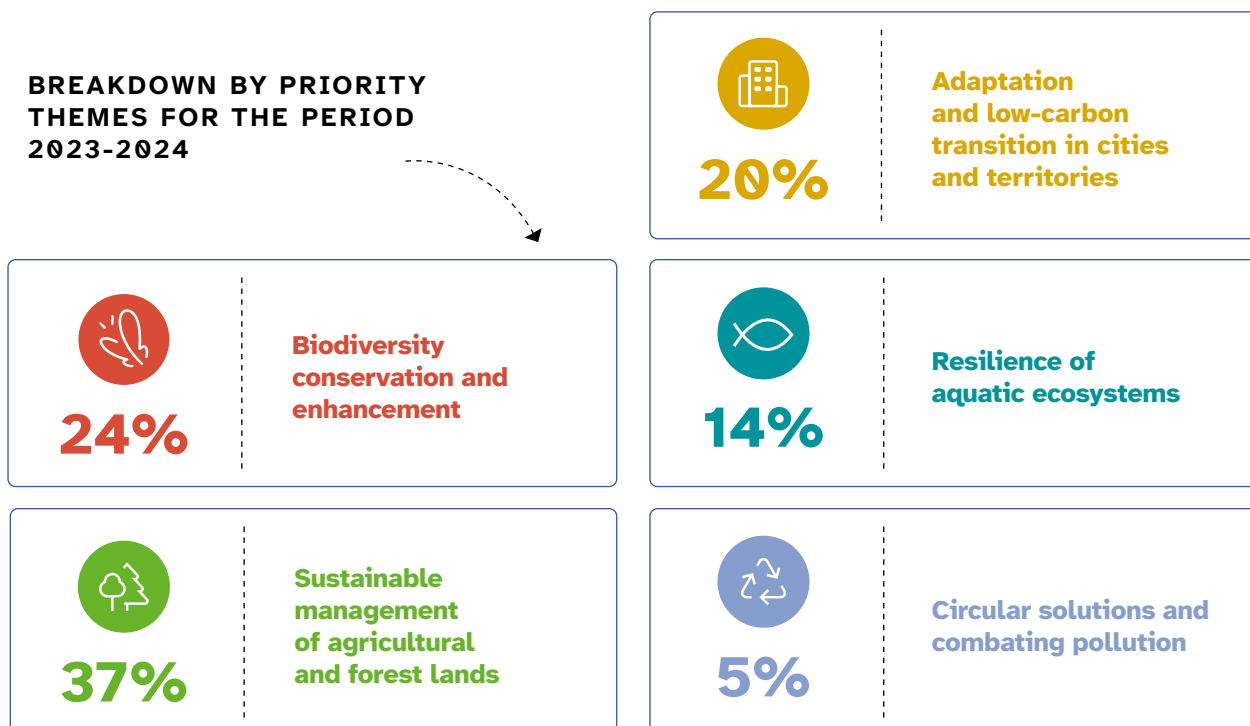 BREAKDOWN BY PRIORITY
THEMES FOR THE PERIOD
2023-2024
20%
Adaptation
and low-carbon
transition in cities
and territories
24%
Biodiversity
conservation and
enhancement
14%
Resilience of
aquatic ecosystems
37%
Sustainable
management
of agricultural
and forest lands
5%
Circular solutions and
combating pollution